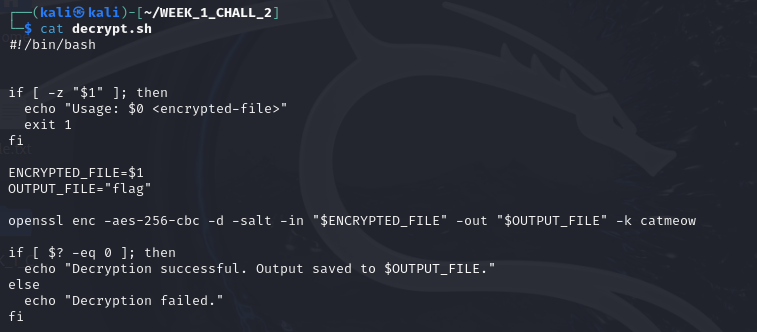 ┌──(kali㉿kali)-[~/WEEK_1_CHALL_2]
└─$ cat decrypt.sh
#!/bin/bash
if [ -z "$1" ]; then
  echo "Usage: $0 <encrypted-file>"
  exit 1
fi
ENCRYPTED_FILE=$1
OUTPUT_FILE="flag"
openssl enc -aes-256-cbc -d -salt -in "$ENCRYPTED_FILE" -out "$OUTPUT_FILE" -k catmeow
if [ $? -eq 0 ]; then
  echo "Decryption successful. Output saved to $OUTPUT_FILE."
else
  echo "Decryption failed."
fi